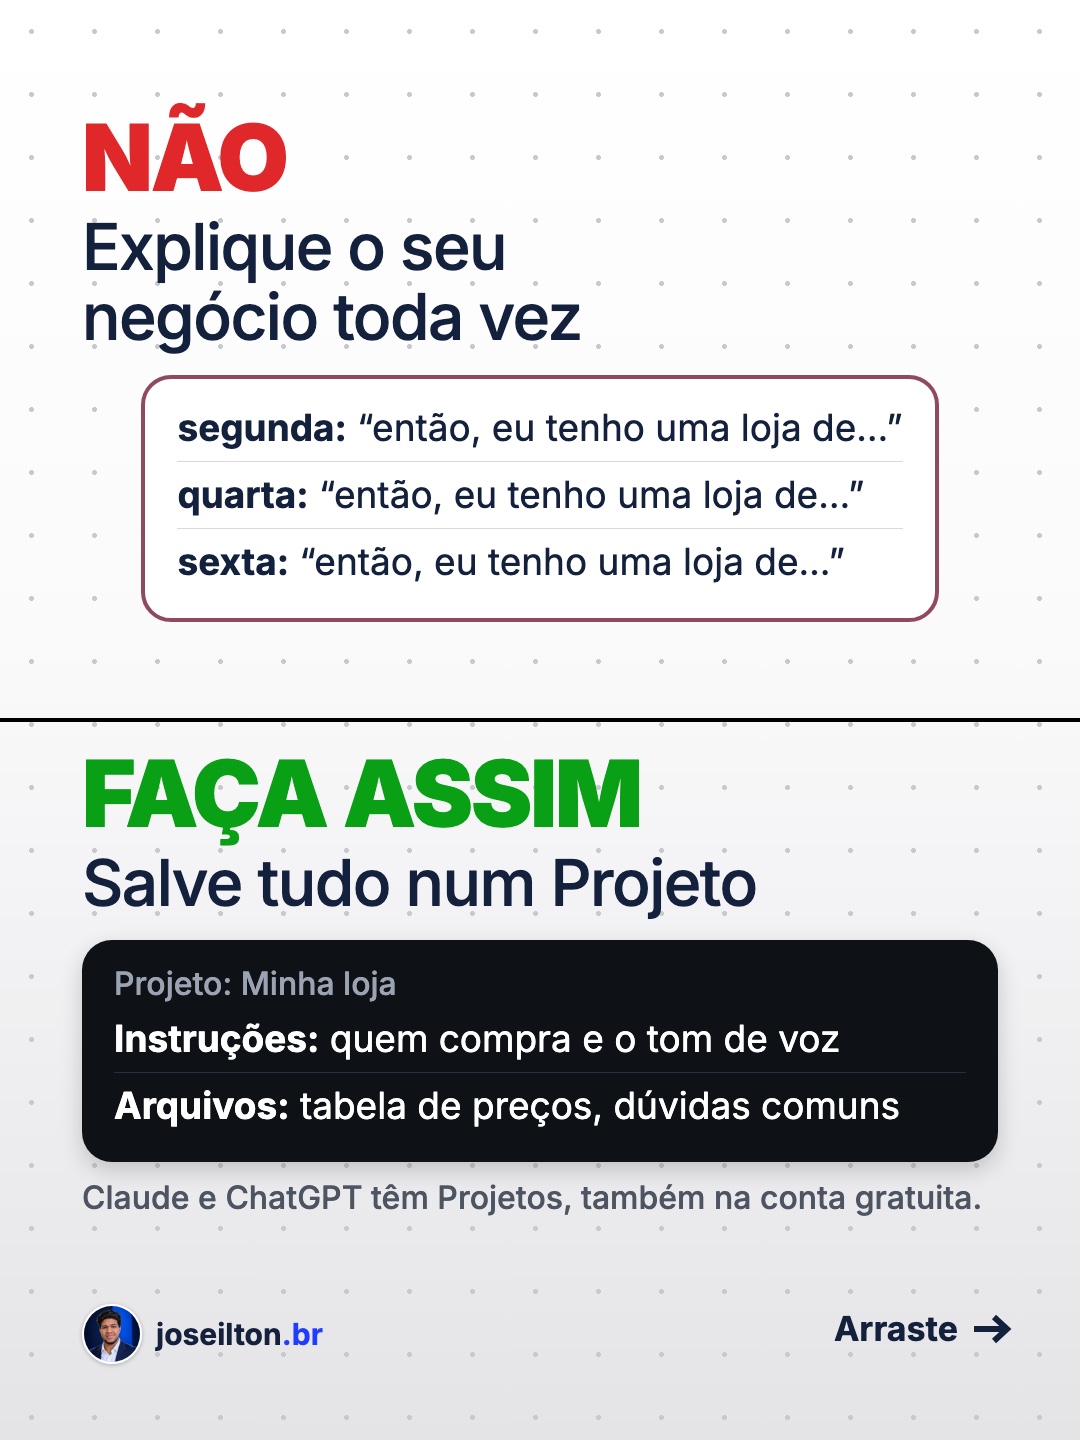 NÃO
Explique o seu
negócio toda vez
segunda: “então, eu tenho uma loja de...”
quarta: “então, eu tenho uma loja de...”
sexta: “então, eu tenho uma loja de...”
FAÇA ASSIM
Salve tudo num Projeto
Projeto: Minha loja
Instruções: quem compra e o tom de voz
Arquivos: tabela de preços, dúvidas comuns
Claude e ChatGPT têm Projetos, também na conta gratuita.
joseilton.br
Arraste →